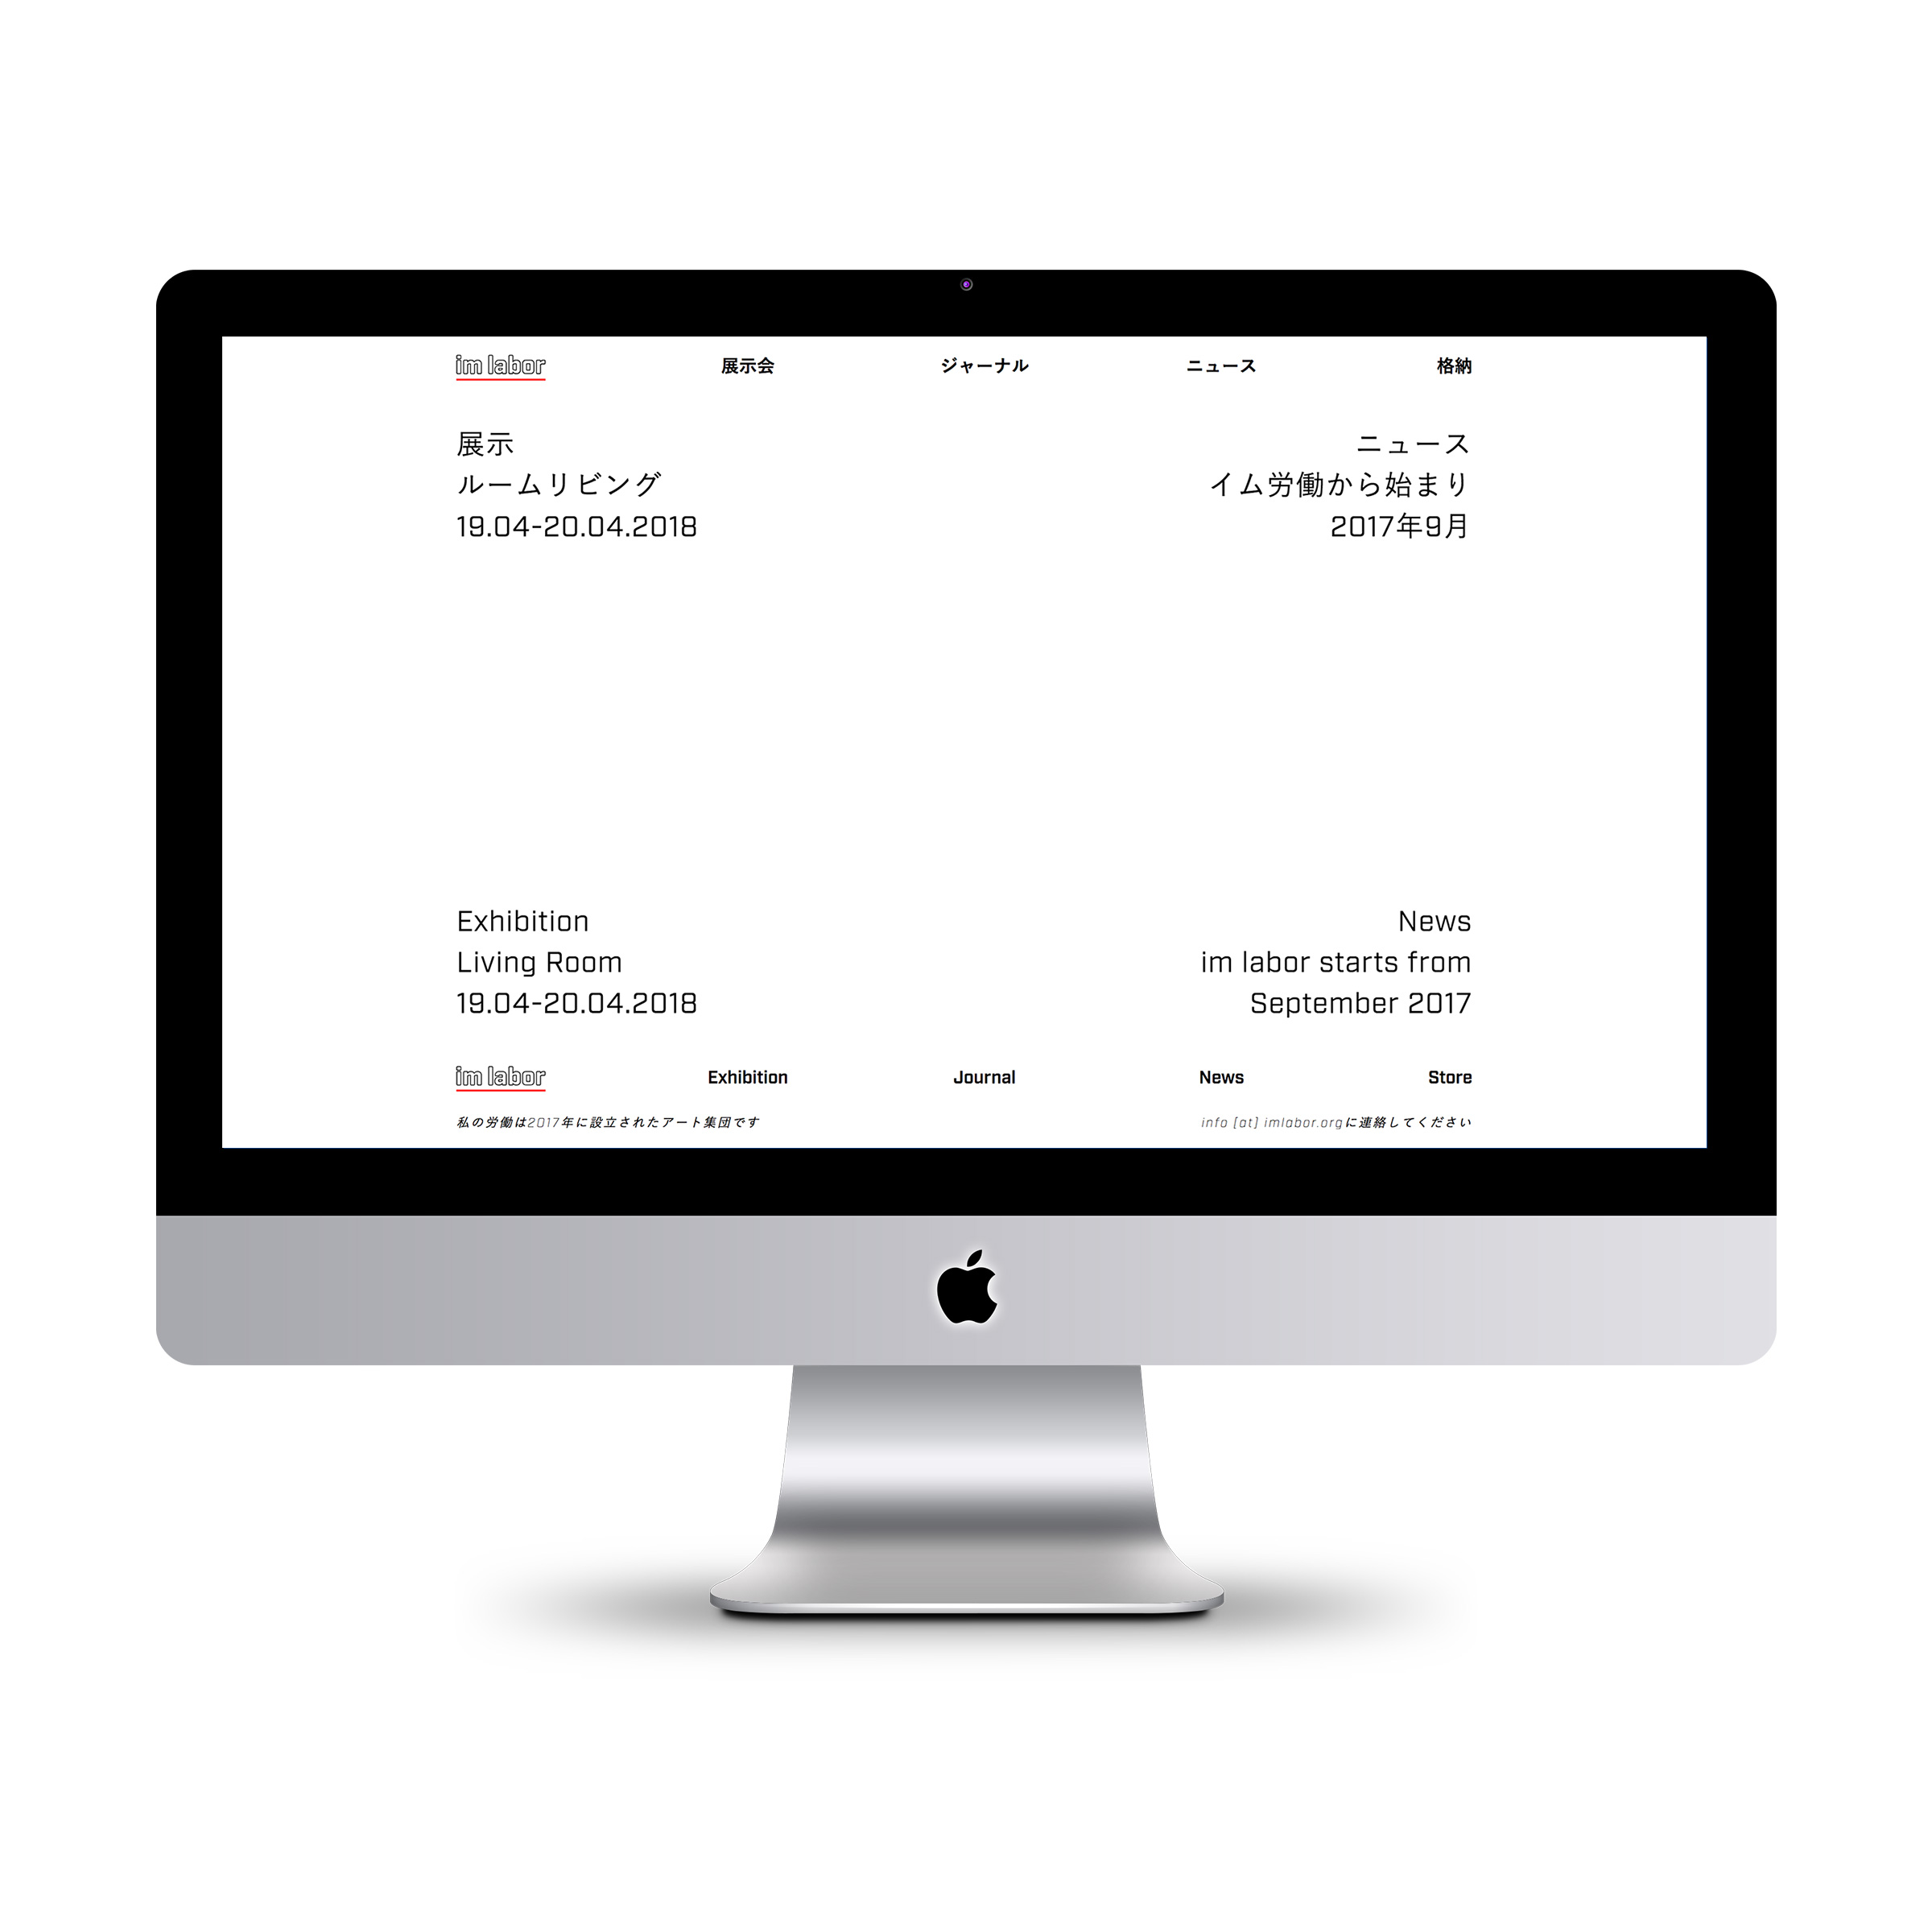 im labor 展示会 ジャーナル ニュース 格納
展示
ルームリビング
19.04-20.04.2018
ニュース
イム労働から始まり
2017年9月
Exhibition
Living Room
19.04-20.04.2018
News
im labor starts from
September 2017
im labor Exhibition Journal News Store
私の労働は2017年に設立されたアート集団です
info [at] imlabor.orgに連絡してください